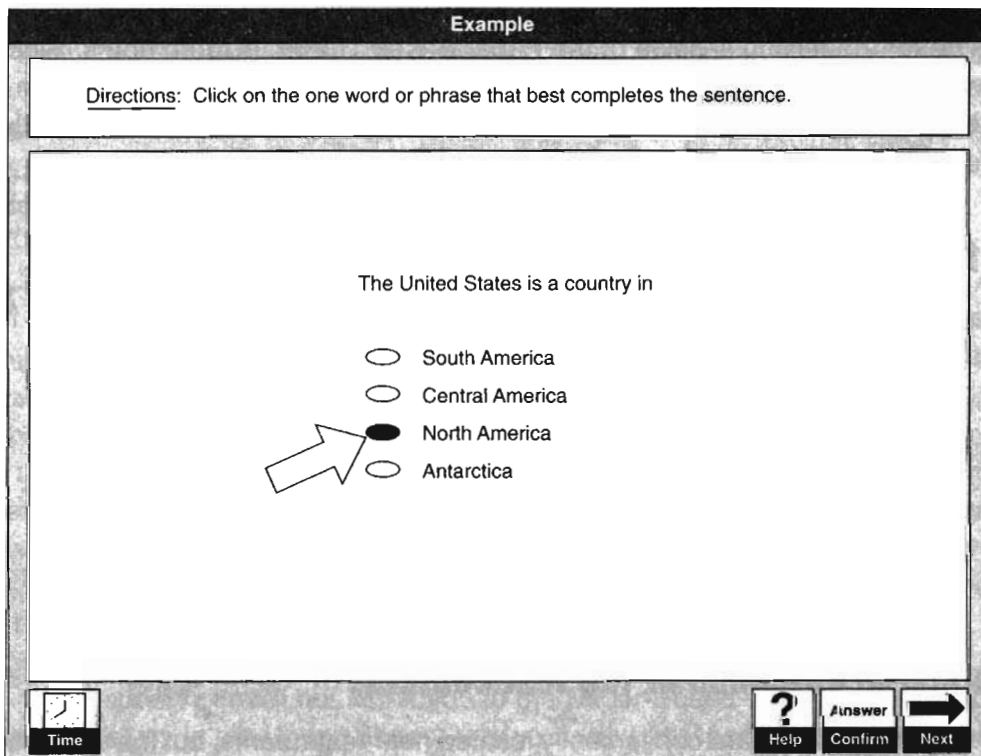 Example
Directions: Click on the one word or phrase that best completes the sentence.
The United States is a country in
South America
Central America
North America
Antarctica
Time
?
Help
Answer
Confirm
Next